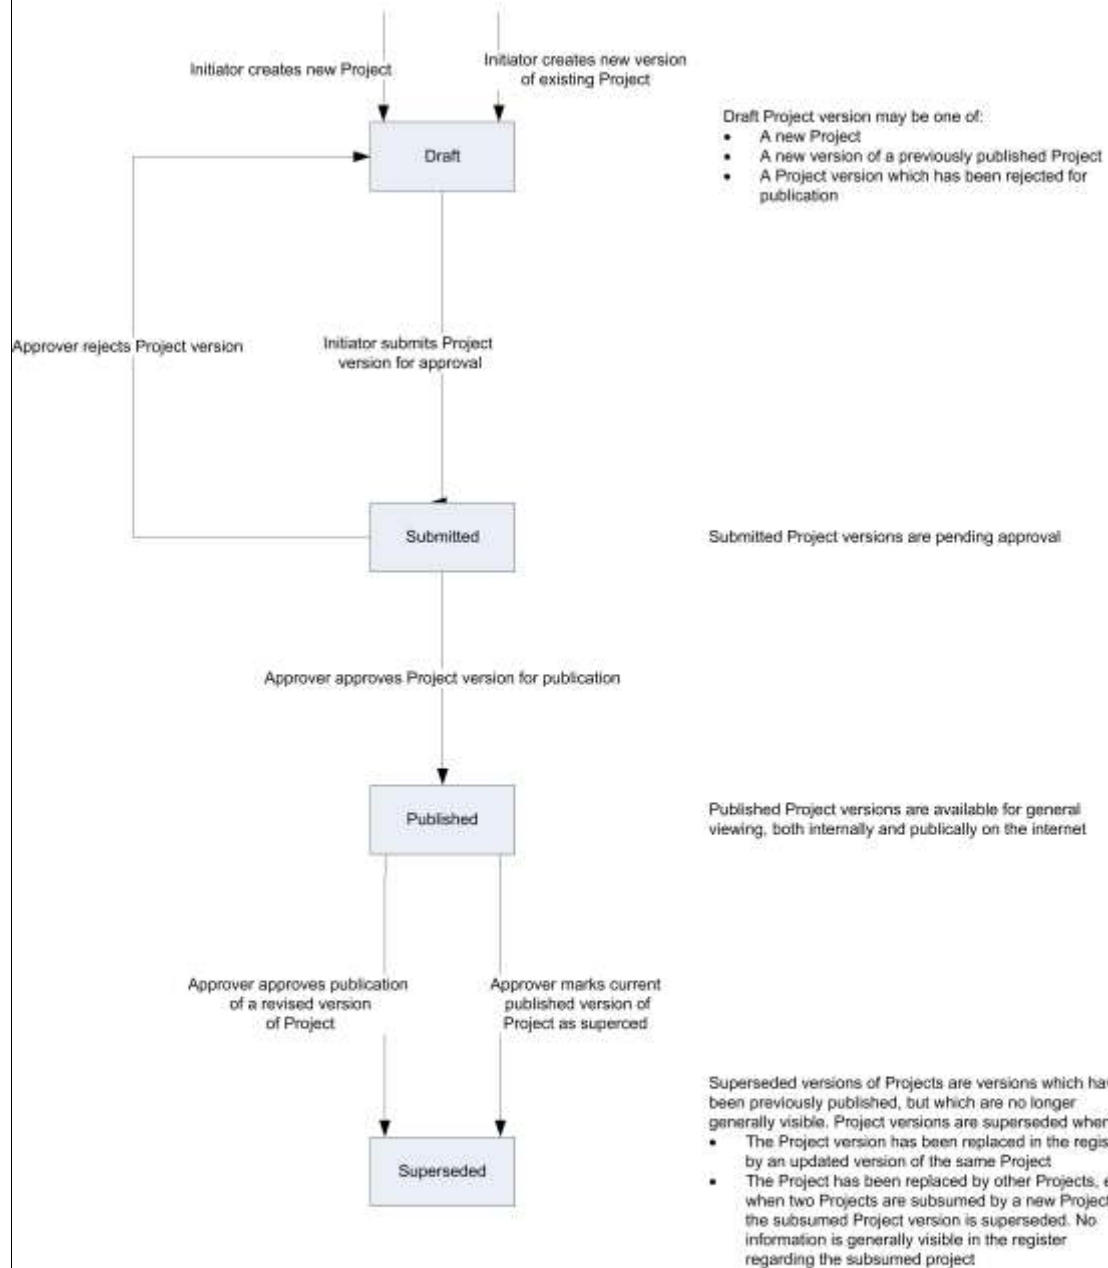 Initiator creates new Project
Initiator creates new version
of existing Project
Draft
Draft Project version may be one of:
• A new Project
• A new version of a previously published Project
• A Project version which has been rejected for
publication
Approver rejects Project version
Initiator submits Project
version for approval
Submitted
Submitted Project versions are pending approval
Approver approves Project version for publication
Published
Published Project versions are available for general
viewing, both internally and publically on the internet
Approver approves publication
of a revised version
of Project
Approver marks current
published version of
Project as superced
Superseded
Superseded versions of Projects are versions which
been previously published, but which are no longer
generally visible. Project versions are superseded when
• The Project version has been replaced in the
by an updated version of the same Project
• The Project has been replaced by other Projects,
when two Projects are subsumed by a new Project
the subsumed Project version is superseded. No
information is generally visible in the register
regarding the subsumed project